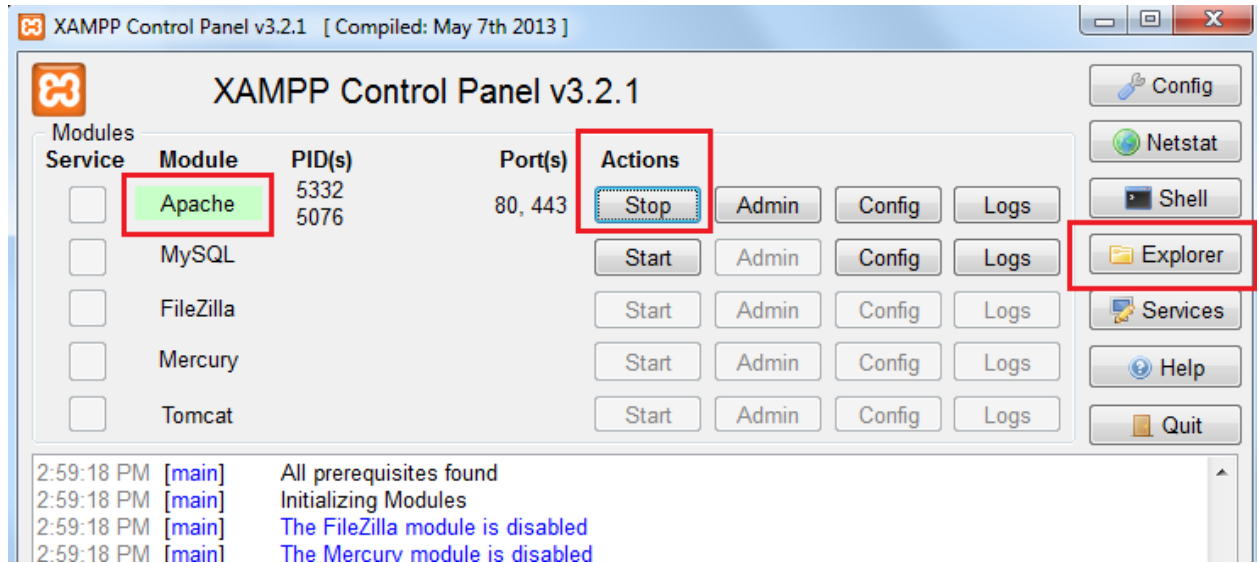 XAMPP Control Panel v3.2.1 [ Compiled: May 7th 2013 ]
XAMPP Control Panel v3.2.1
Config
Modules
Netstat
Service Module PID(s) Port(s) Actions
Apache 5332 80, 443 Stop Admin Config Logs
5076
Shell
MySQL Start Admin Config Logs
Explorer
FileZilla Start Admin Config Logs
Services
Mercury Start Admin Config Logs
Help
Tomcat Start Admin Config Logs
Quit
2:59:18 PM [main] All prerequisites found
2:59:18 PM [main] Initializing Modules
2:59:18 PM [main] The FileZilla module is disabled
2:59:18 PM [main] The Mercury module is disabled